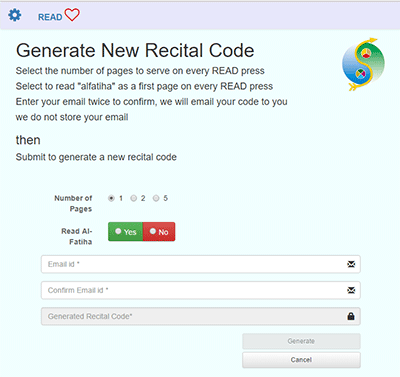 READ
Generate New Recital Code
Select the number of pages to serve on every READ press
Select to read "alfatiha" as a first page on every READ press
Enter your email twice to confirm, we will email your code to you
we do not store your email
then
Submit to generate a new recital code
Number of
Pages
1 2 5
Read Al-
Fatiha
Yes No
Email id *
Confirm Email id *
Generated Recital Code*
Generate
Cancel